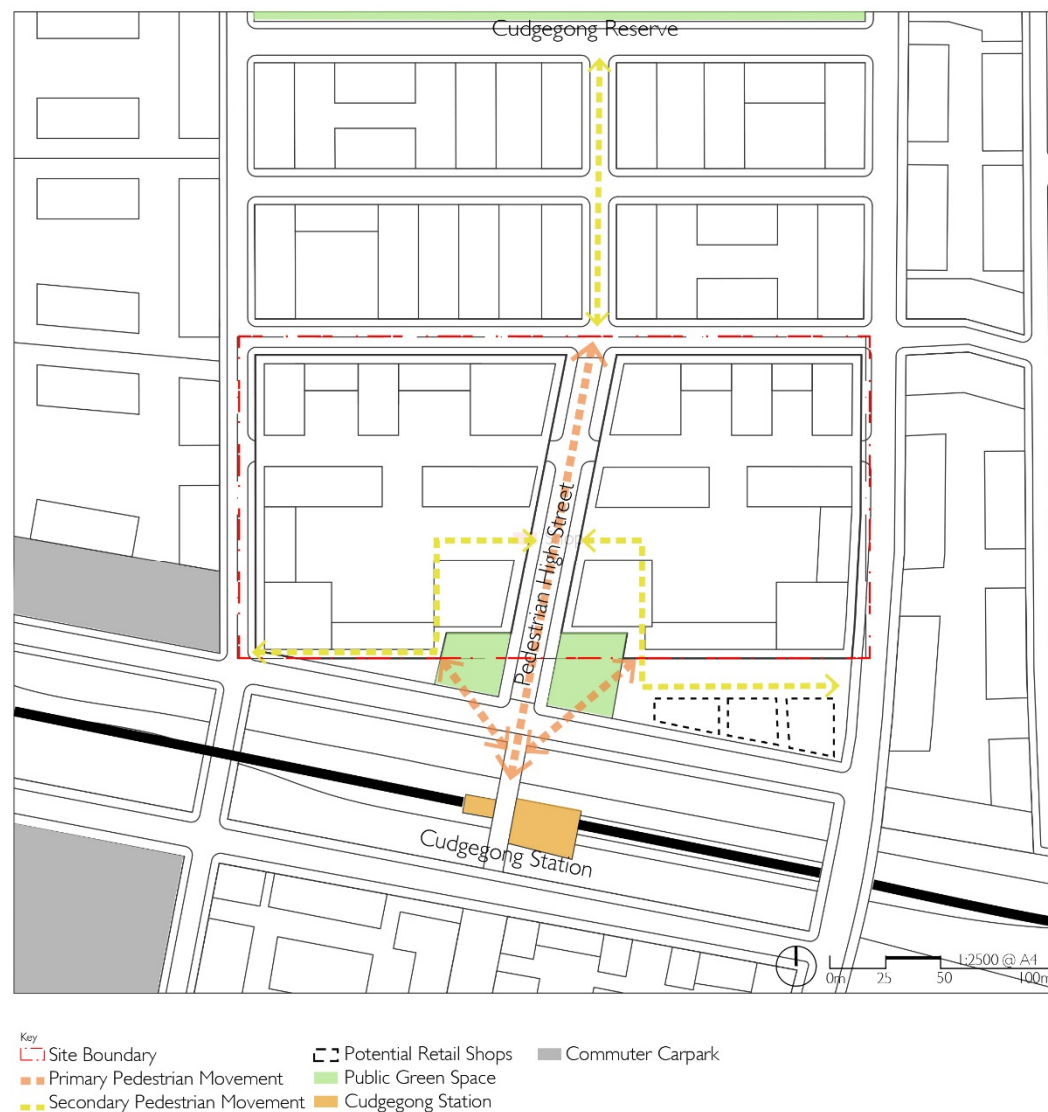 Cudgegong Reserve
Pedestrian High Street
Cudgegong Station
1:2500 @ A4
0m 25 50 100m
Key
Site Boundary
Primary Pedestrian Movement
Secondary Pedestrian Movement
Potential Retail Shops
Public Green Space
Cudgegong Station
Commuter Carpark